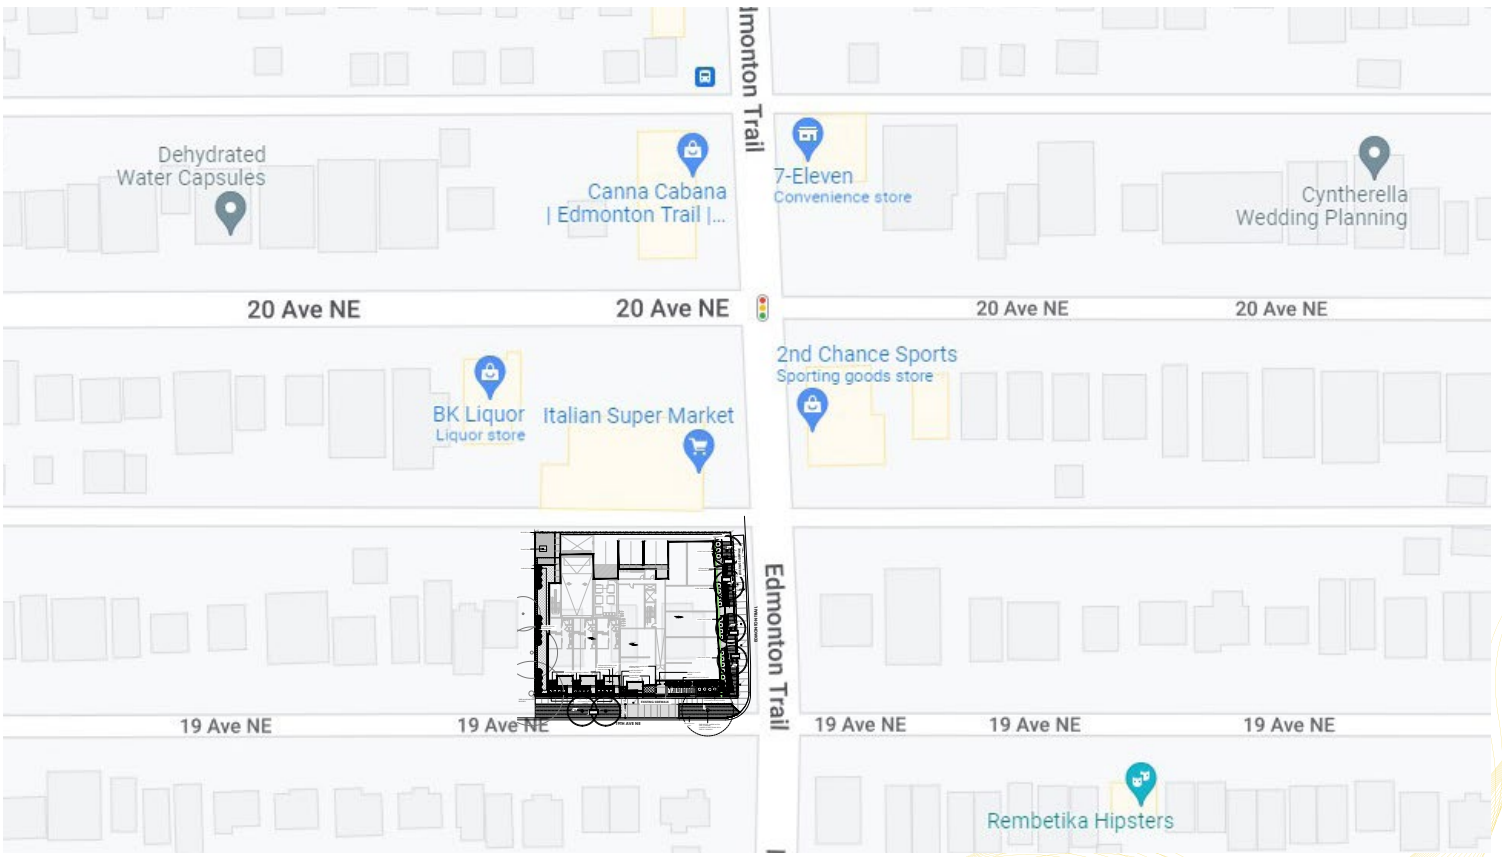 Edmonton Trail
Dehydrated
Water Capsules
Canna Cabana
| Edmonton Trail |...
7-Eleven
Convenience store
Cyntherella
Wedding Planning
20 Ave NE
20 Ave NE
20 Ave NE
20 Ave NE
2nd Chance Sports
Sporting goods store
BK Liquor
Liquor store
Italian Super Market
Edmonton Trail
19 Ave NE
19 Ave NE
19 Ave NE
19 Ave NE
19 Ave NE
19TH AVE NE
Rembetika Hipsters